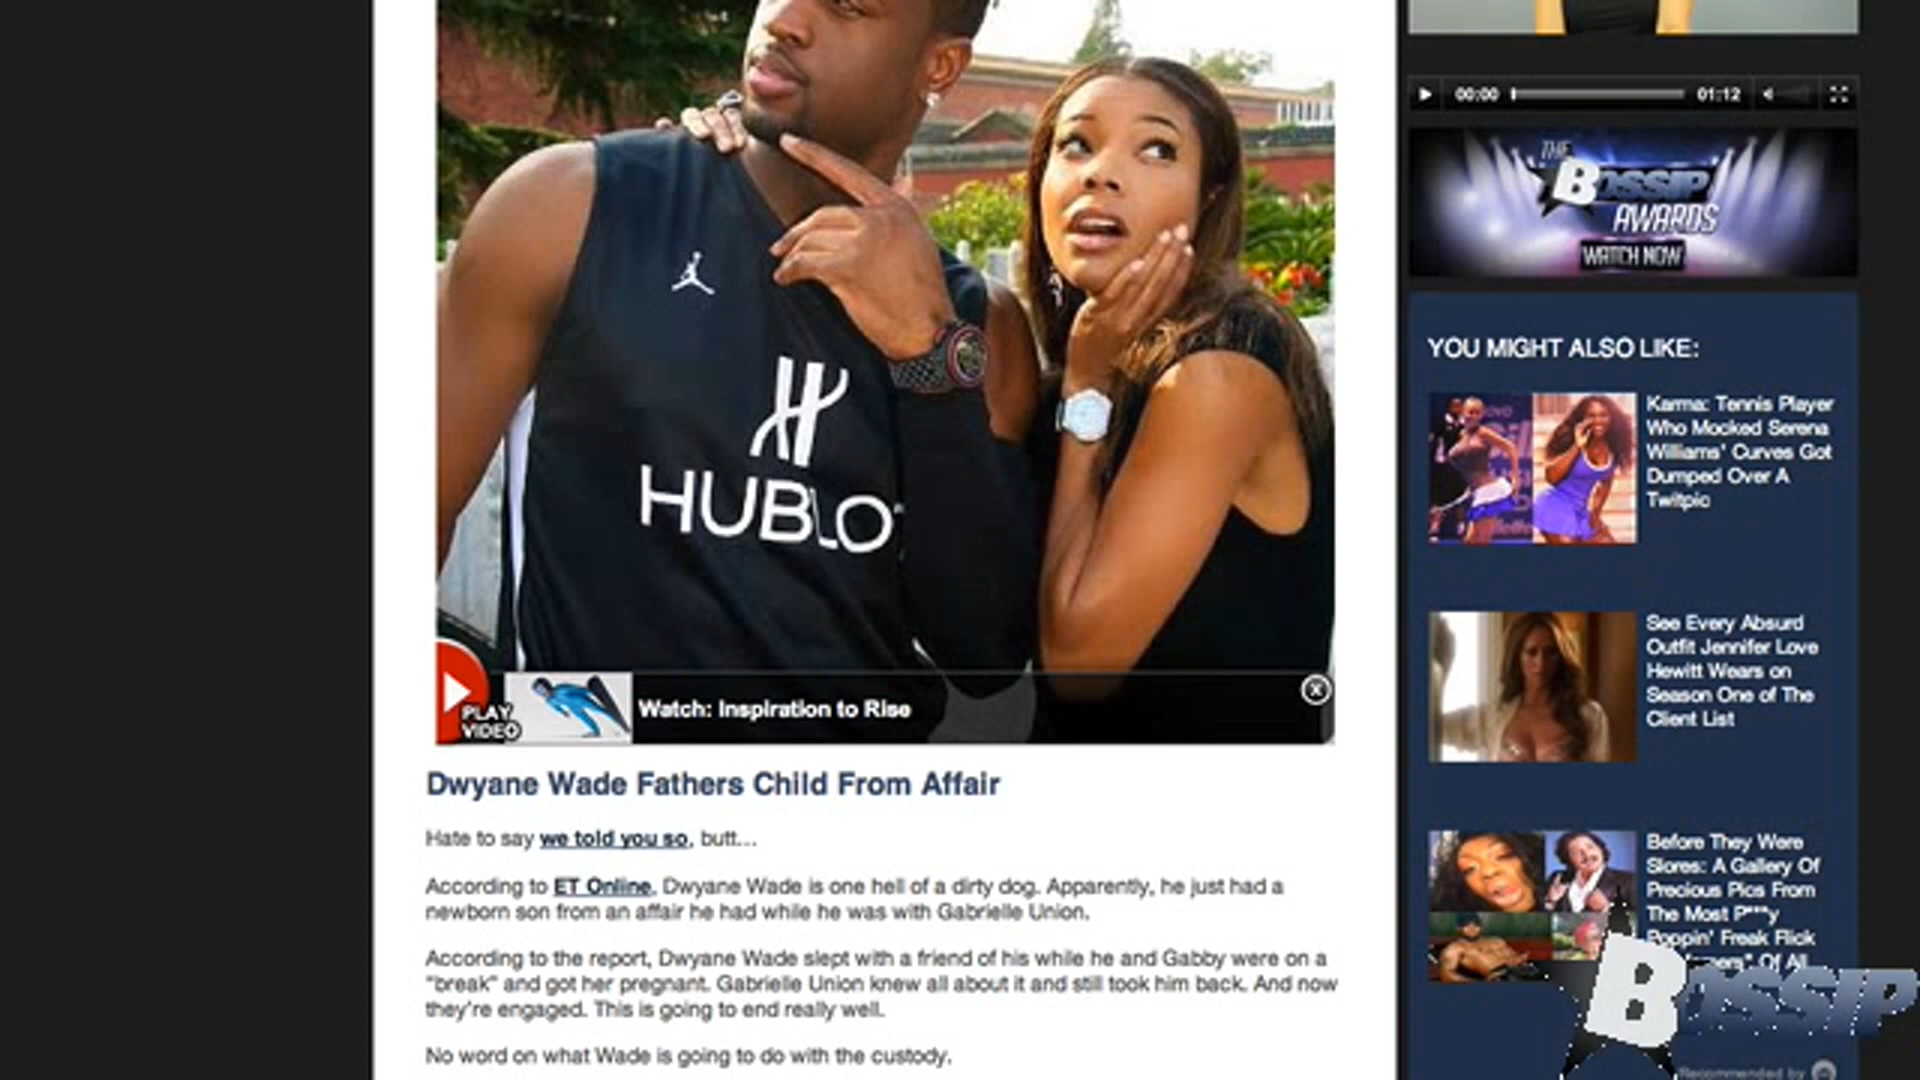 HUBLO
PLAY
VIDEO
Watch: Inspiration to Rise
Dwyane Wade Fathers Child From Affair
Hate to say we told you so, butt...
According to ET Online, Dwyane Wade is one hell of a dirty dog. Apparently, he just had a
newborn son from an affair he had while he was with Gabrielle Union.
According to the report, Dwyane Wade slept with a friend of his while he and Gabby were on a
"break" and got her pregnant. Gabrielle Union knew all about it and still took him back. And now
they're engaged. This is going to end really well.
No word on what Wade is going to do with the custody.
00:00 01:12
THE
BOSSIP
AWARDS
WATCH NOW
YOU MIGHT ALSO LIKE:
Karma: Tennis Player
Who Mocked Serena
Williams' Curves Got
Dumped Over A
Twitpic
See Every Absurd
Outfit Jennifer Love
Hewitt Wears on
Season One of The
Client List
Before They Were
Slores: A Gallery Of
Precious Pics From
The Most P***y
Poppin' Freak Flick
Of All
BOSSIP
Recommended by